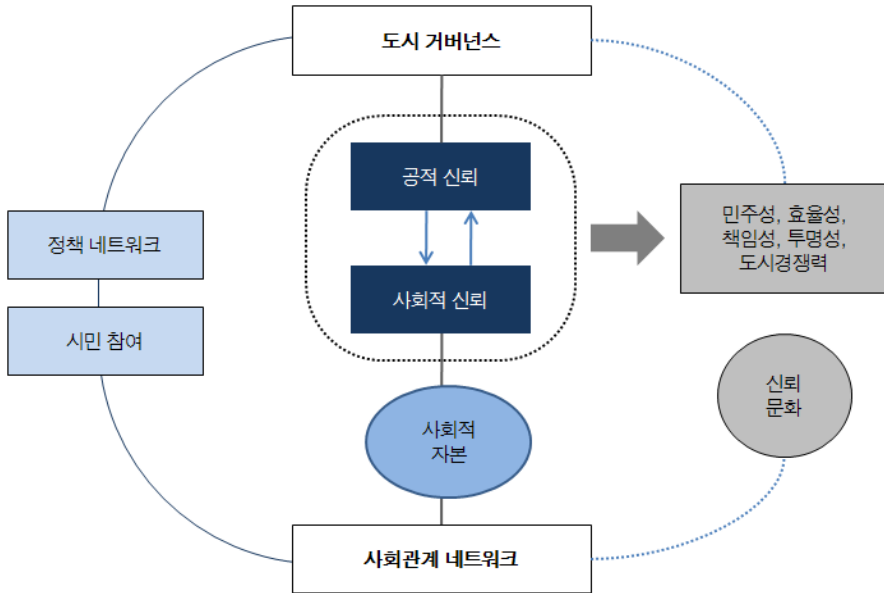 도시 거버넌스
공적 신뢰
정책 네트워크
민주성, 효율성,
책임성, 투명성,
도시경쟁력
사회적 신뢰
시민 참여
신뢰
문화
사회적
자본
사회관계 네트워크